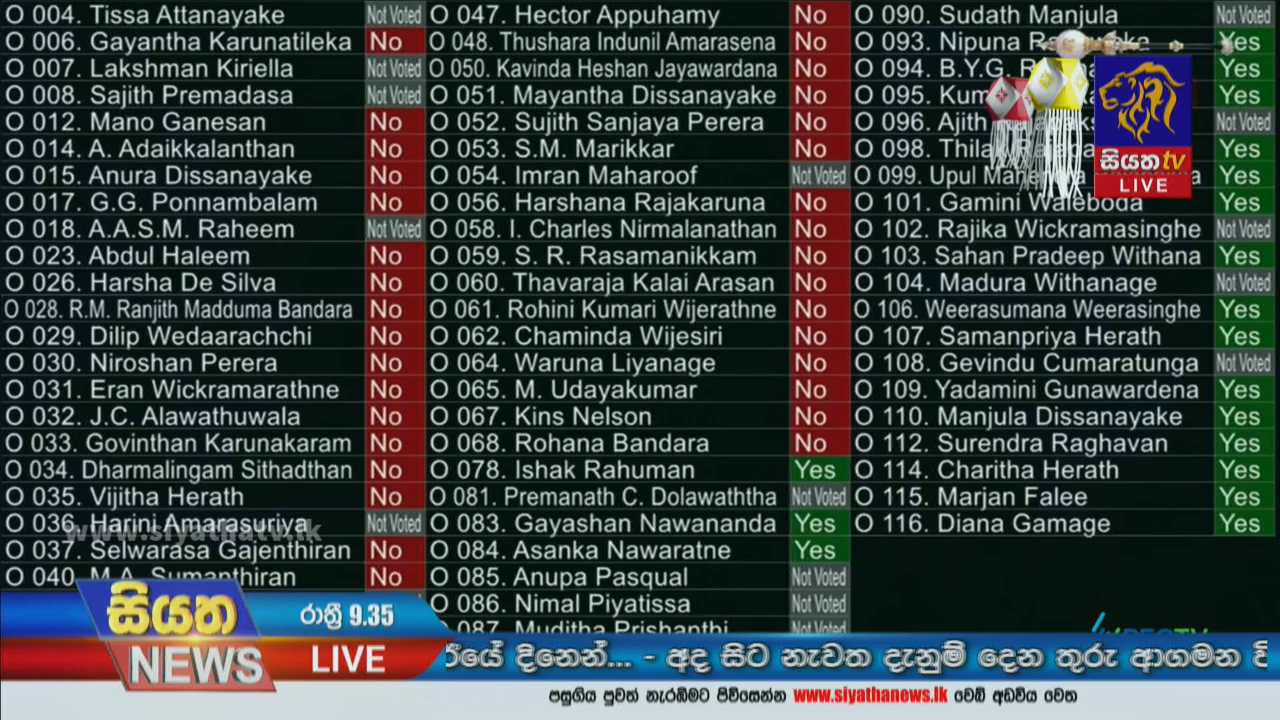 O 004. Tissa Attanayake Not Voted
O 006. Gayantha Karunatileka No
O 007. Lakshman Kiriella Not Voted
O 008. Sajith Premadasa Not Voted
O 012. Mano Ganesan No
O 014. A. Adaikkalanthan No
O 015. Anura Dissanayake No
O 017. G.G. Ponnambalam No
O 018. A.A.S.M. Raheem Not Voted
O 023. Abdul Haleem No
O 026. Harsha De Silva No
O 028. R.M. Ranjith Madduma Bandara No
O 029. Dilip Wedaarachchi No
O 030. Niroshan Perera No
O 031. Eran Wickramarathne No
O 032. J.C. Alawathuwala No
O 033. Govinthan Karunakaram No
O 034. Dharmalingam Sithadthan No
O 035. Vijitha Herath No
O 036. Harini Amarasuriya Not Voted
O 037. Selwarasa Gajenthiran No
O 040. M.A. Sumanthiran No
O 047. Hector Appuhamy No
O 048. Thushara Indunil Amarasena No
O 050. Kavinda Heshan Jayawardana No
O 051. Mayantha Dissanayake No
O 052. Sujith Sanjaya Perera No
O 053. S.M. Marikkar No
O 054. Imran Maharoof Not Voted
O 056. Harshana Rajakaruna No
O 058. I. Charles Nirmalanathan No
O 059. S. R. Rasamanikkam No
O 060. Thavaraja Kalai Arasan No
O 061. Rohini Kumari Wijerathne No
O 062. Chaminda Wijesiri No
O 064. Waruna Liyanage No
O 065. M. Udayakumar No
O 067. Kins Nelson No
O 068. Rohana Bandara No
O 078. Ishak Rahuman Yes
O 081. Premanath C. Dolawaththa Not Voted
O 083. Gayashan Nawananda Yes
O 084. Asanka Nawaratne Yes
O 085. Anupa Pasqual Not Voted
O 086. Nimal Piyatissa Not Voted
O 087. Muditha Prishanthi Not Voted
O 090. Sudath Manjula Not Voted
O 093. Nipuna Yes
O 094. B.Y.G. Yes
O 095. Yes
O 096. Ajith Not Voted
O 098. Thilak Yes
O 099. Upul
O 101. Gamini Waleboda Yes
O 102. Rajika Wickramasinghe Not Voted
O 103. Sahan Pradeep Withana Yes
O 104. Madura Withanage Not Voted
O 106. Weerasumana Weerasinghe Yes
O 107. Samanpriya Herath Yes
O 108. Gevindu Cumaratunga Not Voted
O 109. Yadamini Gunawardena Yes
O 110. Manjula Dissanayake Yes
O 112. Surendra Raghavan Yes
O 114. Charitha Herath Yes
O 115. Marjan Falee Yes
O 116. Diana Gamage Yes
සියත tv
LIVE
www.siyathatv.lk
සියත
NEWS
රාත්‍රී 9.35
LIVE
දිනෙන්... - අද සිට නැවත දැනුම් දෙන තුරු ආගමන
පසුගිය පුවත් නැරඹීමට පිවිසෙන්න www.siyathanews.lk වෙබ් අඩවිය වෙත